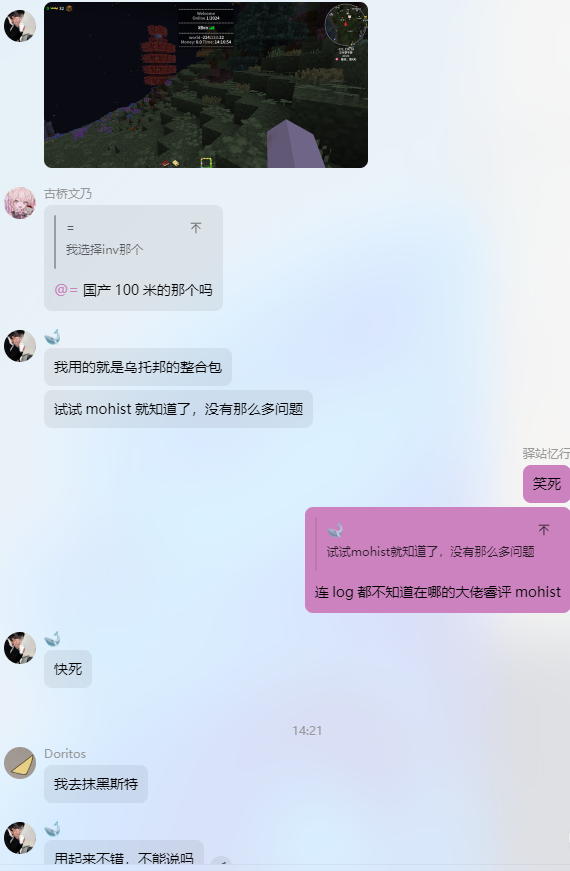 Welcome
Online 1/2024
古桥文乃
=
我选择inv那个
@= 国产 100 米的那个吗
我用的就是乌托邦的整合包
试试 mohist 就知道了，没有那么多问题
驿站忆行
笑死
试试mohist就知道了，没有那么多问题
连 log 都不知道在哪的大佬睿评 mohist
快死
14:21
Doritos
我去抹黑斯特
用起来不错，不能说吗